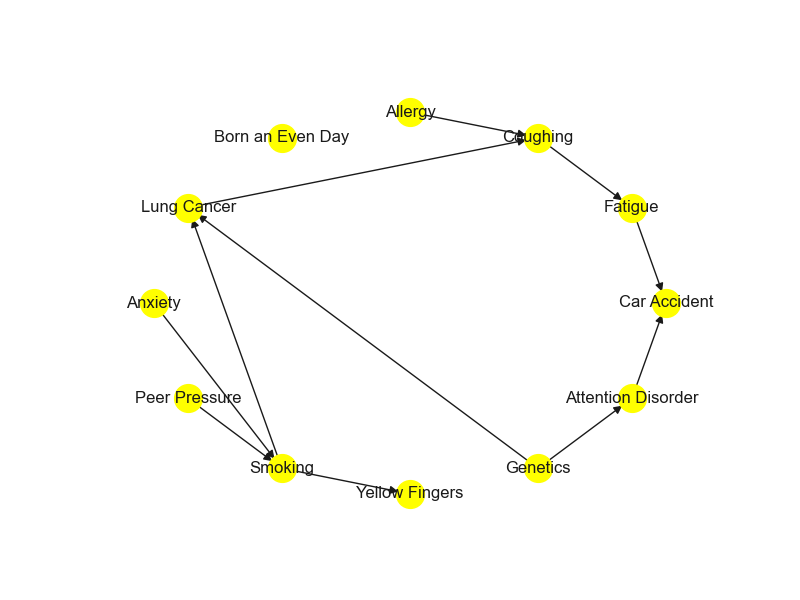 Allergy
Born an Even Day
Coughing
Lung Cancer
Fatigue
Anxiety
Car Accident
Peer Pressure
Attention Disorder
Smoking
Genetics
Yellow Fingers